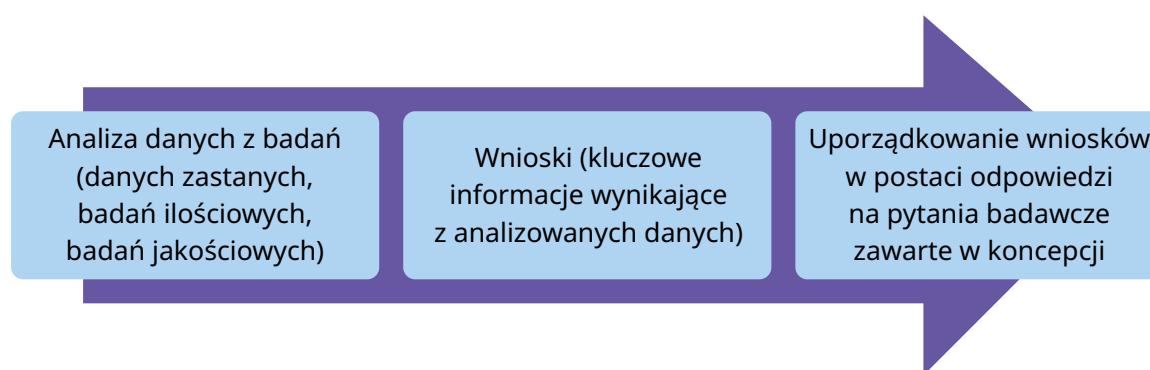 Analiza danych z badań
(danych zastanych,
badań ilościowych,
badań jakościowych)
Wnioski (kluczowe
informacje wynikające
z analizowanych danych)
Uporządkowanie wniosków
w postaci odpowiedzi
na pytania badawcze
zawarte w koncepcji